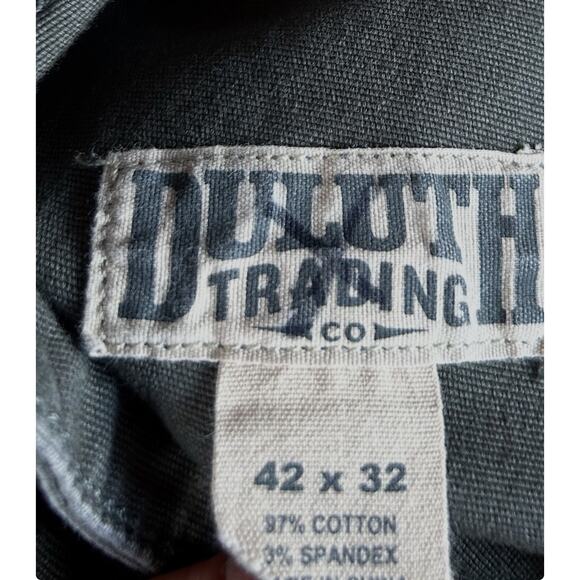 DULUTH
TRADING
CO
42 x 32
97% COTTON
3% SPANDEX